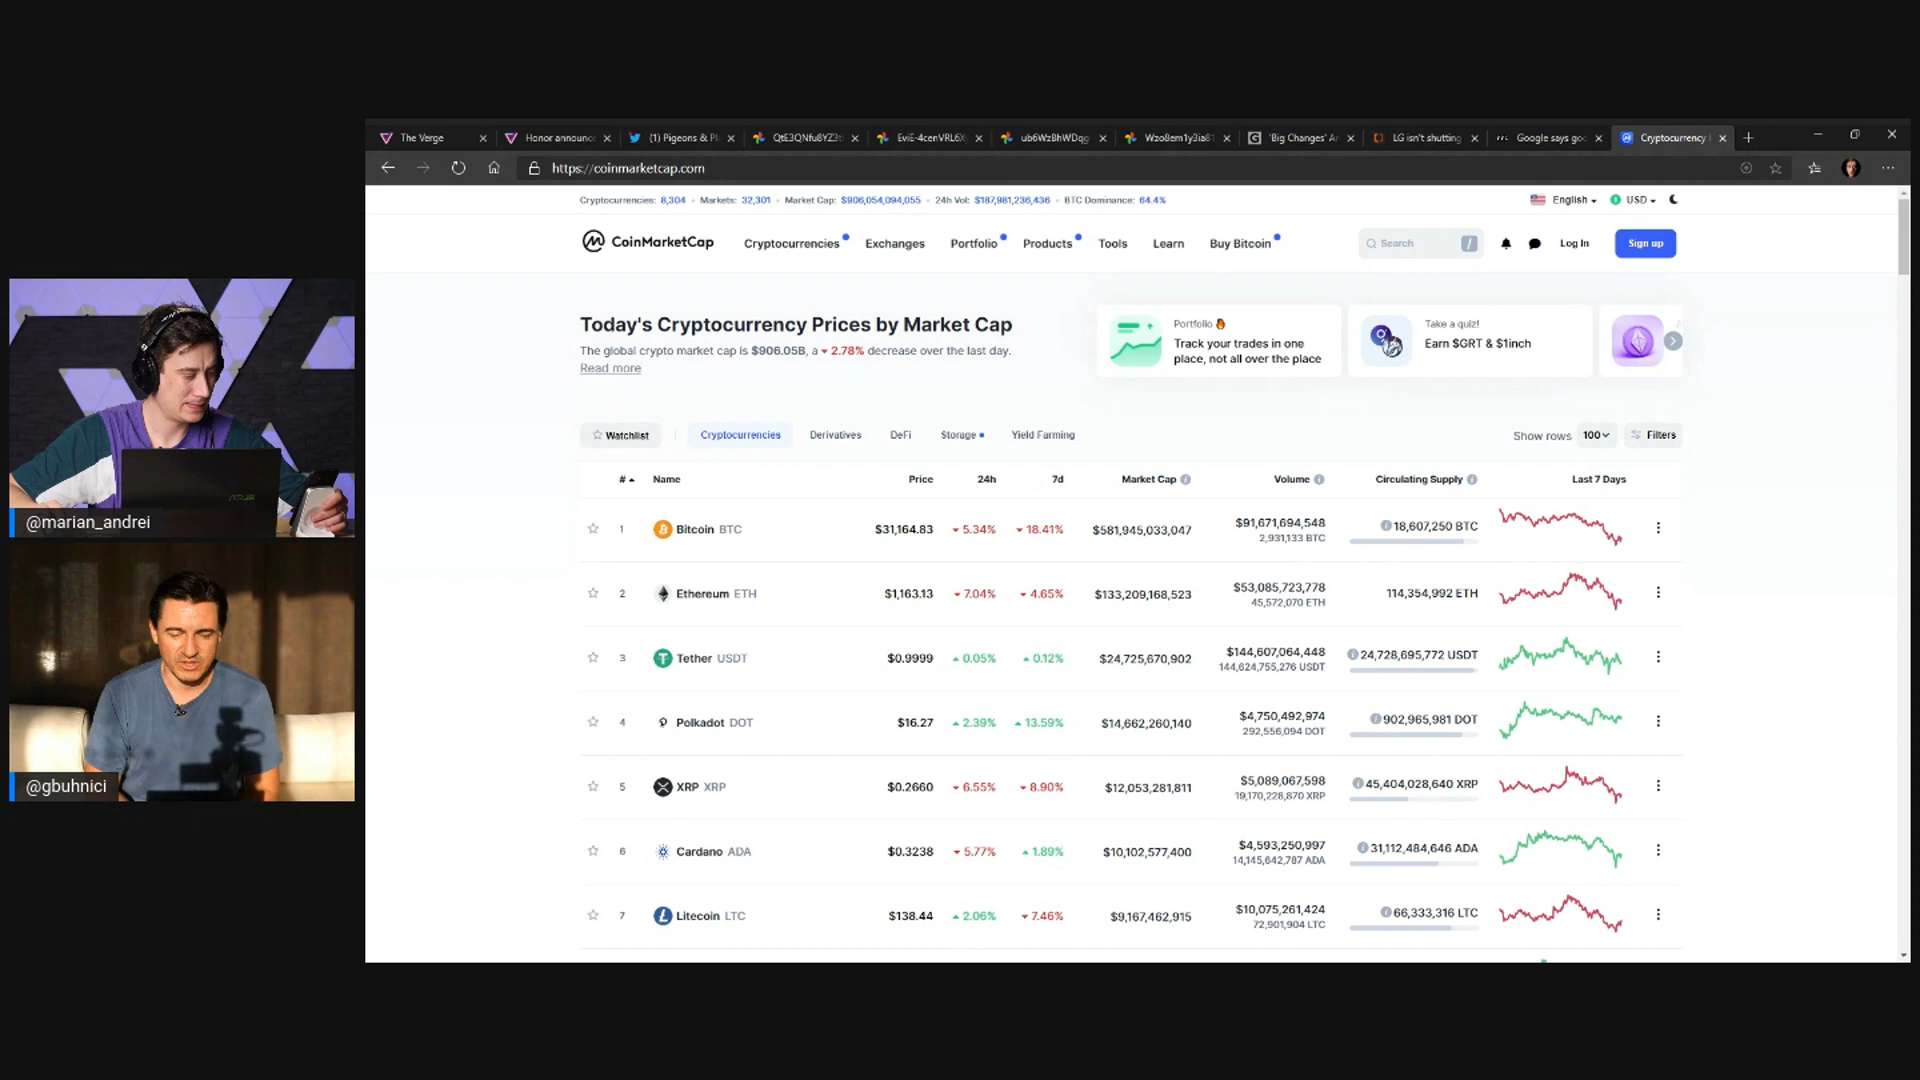 The Verge
Honor announc
(1) Pigeons & Pl
QtE3QNfu8YZ3t
EviE-4cenVRL6X
ub6WzBhWDqg
Wzo8em1y3ia81
'Big Changes' Ar
LG isn't shutting
Google says goo
Cryptocurrency
https://coinmarketcap.com
Cryptocurrencies: 8,304 • Markets: 32,301 • Market Cap: $906,054,094,055 • 24h Vol: $187,981,236,436 • BTC Dominance: 64.4%
English USD
CoinMarketCap Cryptocurrencies Exchanges Portfolio Products Tools Learn Buy Bitcoin Search / Log In Sign up
Today's Cryptocurrency Prices by Market Cap
The global crypto market cap is $906.05B, a 2.78% decrease over the last day.
Read more
Portfolio
Track your trades in one
place, not all over the place
Take a quiz!
Earn $GRT & $1inch
Watchlist Cryptocurrencies Derivatives DeFi Storage Yield Farming Show rows 100 Filters
# Name Price 24h 7d Market Cap Volume Circulating Supply Last 7 Days
1 Bitcoin BTC $31,164.83 5.34% 18.41% $581,945,033,047 $91,671,694,548 18,607,250 BTC
2,931,133 BTC
2 Ethereum ETH $1,163.13 7.04% 4.65% $133,209,168,523 $53,085,723,778 114,354,992 ETH
45,572,070 ETH
3 Tether USDT $0.9999 0.05% 0.12% $24,725,670,902 $144,607,064,448 24,728,695,772 USDT
144,624,755,276 USDT
4 Polkadot DOT $16.27 2.39% 13.59% $14,662,260,140 $4,750,492,974 902,965,981 DOT
292,556,094 DOT
5 XRP XRP $0.2660 6.55% 8.90% $12,053,281,811 $5,089,067,598 45,404,028,640 XRP
19,170,228,870 XRP
6 Cardano ADA $0.3238 5.77% 1.89% $10,102,577,400 $4,593,250,997 31,112,484,646 ADA
14,145,642,787 ADA
7 Litecoin LTC $138.44 2.06% 7.46% $9,167,462,915 $10,075,261,424 66,333,316 LTC
72,901,904 LTC
ASUS
@marian_andrei
@gbuhnici